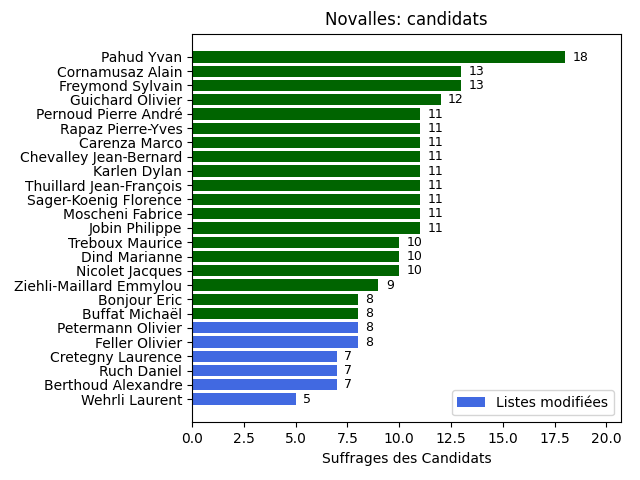 Novalles: candidats
Pahud Yvan 18
Cornamusaz Alain 13
Freymond Sylvain 13
Guichard Olivier 12
Pernoud Pierre André 11
Rapaz Pierre-Yves 11
Carenza Marco 11
Chevalley Jean-Bernard 11
Karlen Dylan 11
Thuillard Jean-François 11
Sager-Koenig Florence 11
Moscheni Fabrice 11
Jobin Philippe 11
Treboux Maurice 10
Dind Marianne 10
Nicolet Jacques 10
Ziehli-Maillard Emmylou 9
Bonjour Eric 8
Buffat Michaël 8
Petermann Olivier 8
Feller Olivier 8
Cretegny Laurence 7
Ruch Daniel 7
Berthoud Alexandre 7
Wehrli Laurent 5
Listes modifiées
0.0 2.5 5.0 7.5 10.0 12.5 15.0 17.5 20.0
Suffrages des Candidats